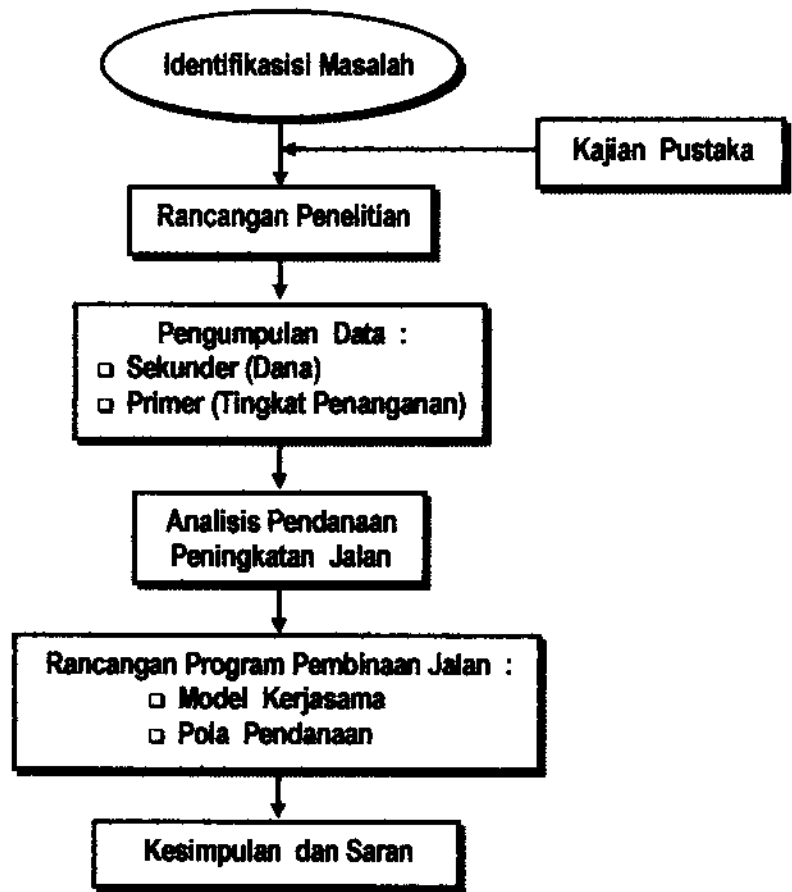 Identifikasisi Masalah
Kajian Pustaka
Rancangan Penelitian
Pengumpulan Data :
□ Sekunder (Dana)
□ Primer (Tingkat Penanganan)
Analisis Pendanaan
Peningkatan Jalan
Rancangan Program Pembinaan Jalan :
□ Model Kerjasama
□ Pola Pendanaan
Kesimpulan dan Saran